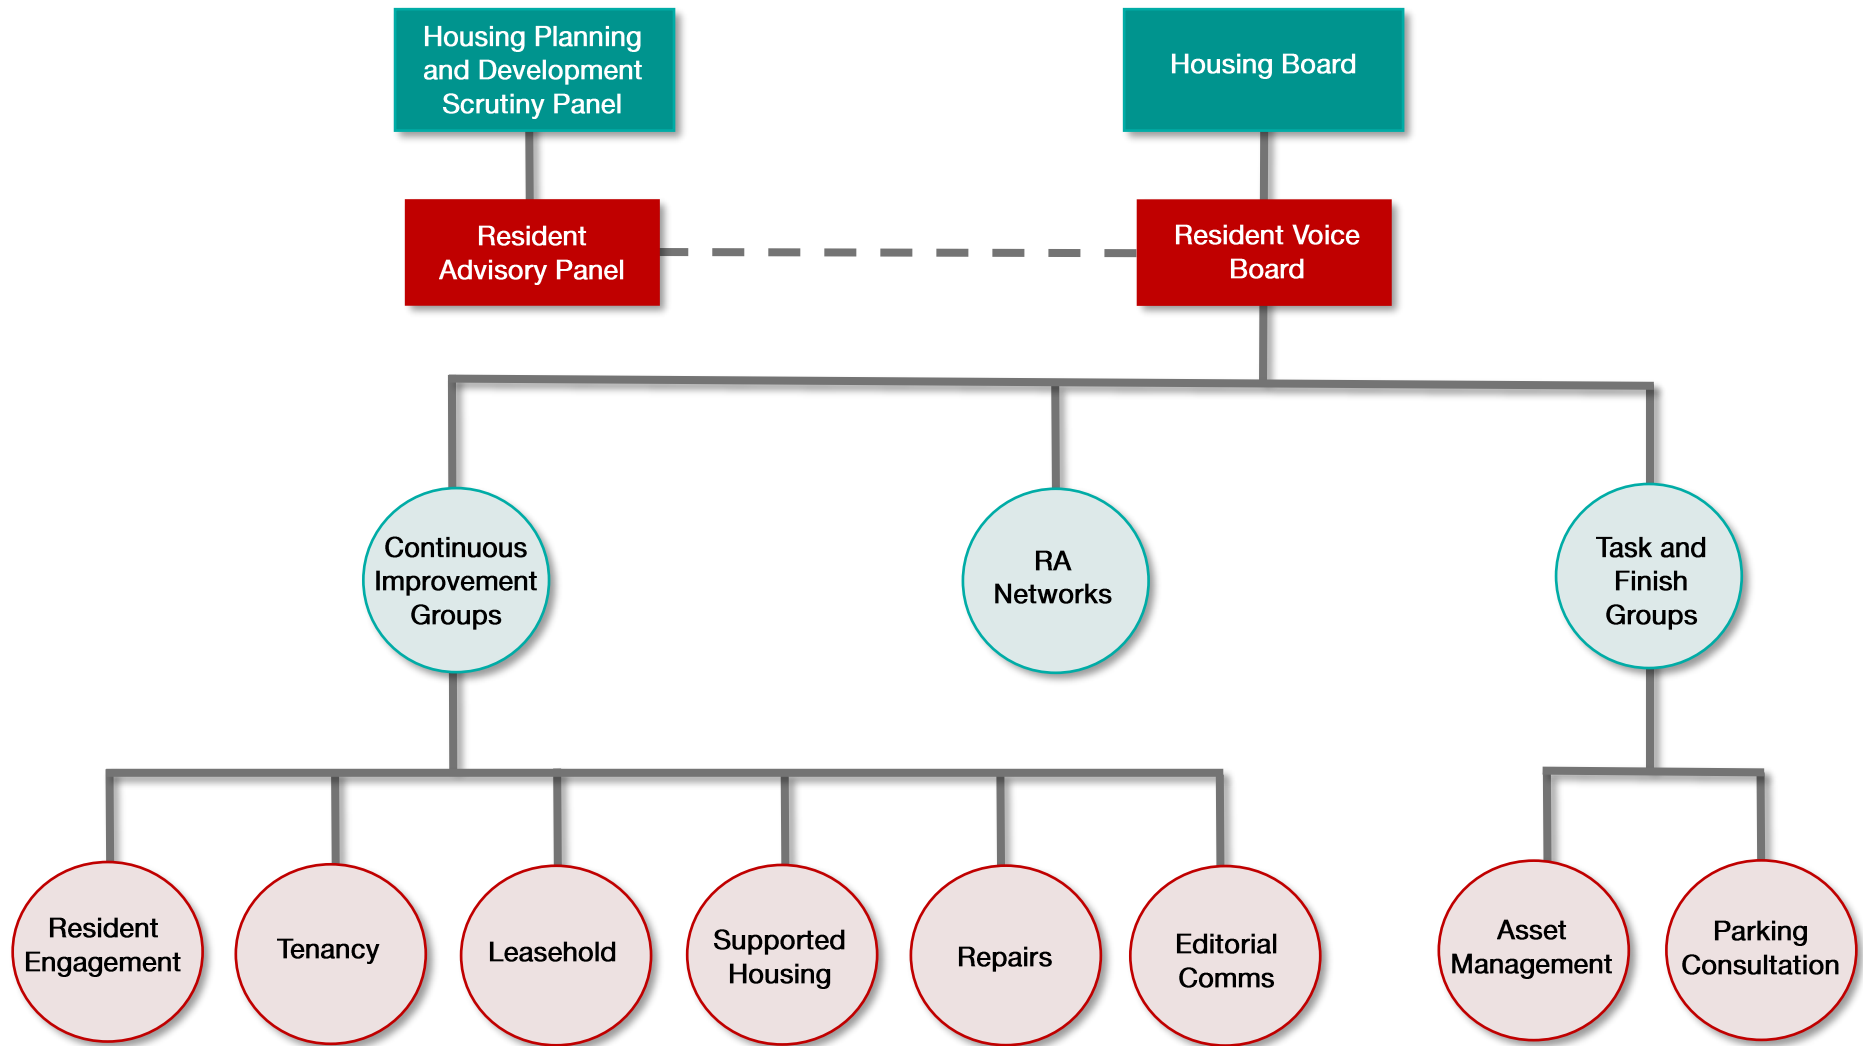 Housing Planning
and Development
Scrutiny Panel
Housing Board
Resident
Advisory Panel
Resident Voice
Board
Continuous
Improvement
Groups
RA
Networks
Task and
Finish
Groups
Resident
Engagement
Tenancy
Leasehold
Supported
Housing
Repairs
Editorial
Comms
Asset
Management
Parking
Consultation